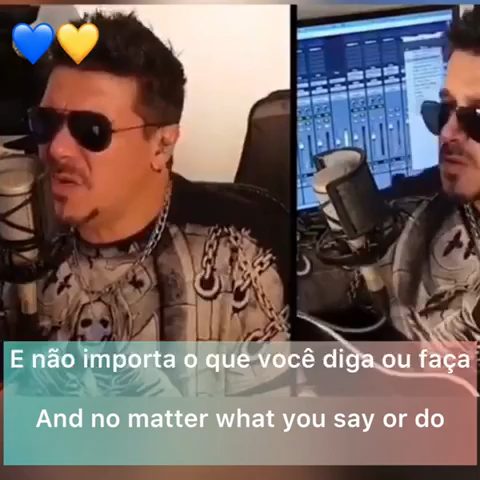 E não importa o que você diga ou faça
And no matter what you say or do